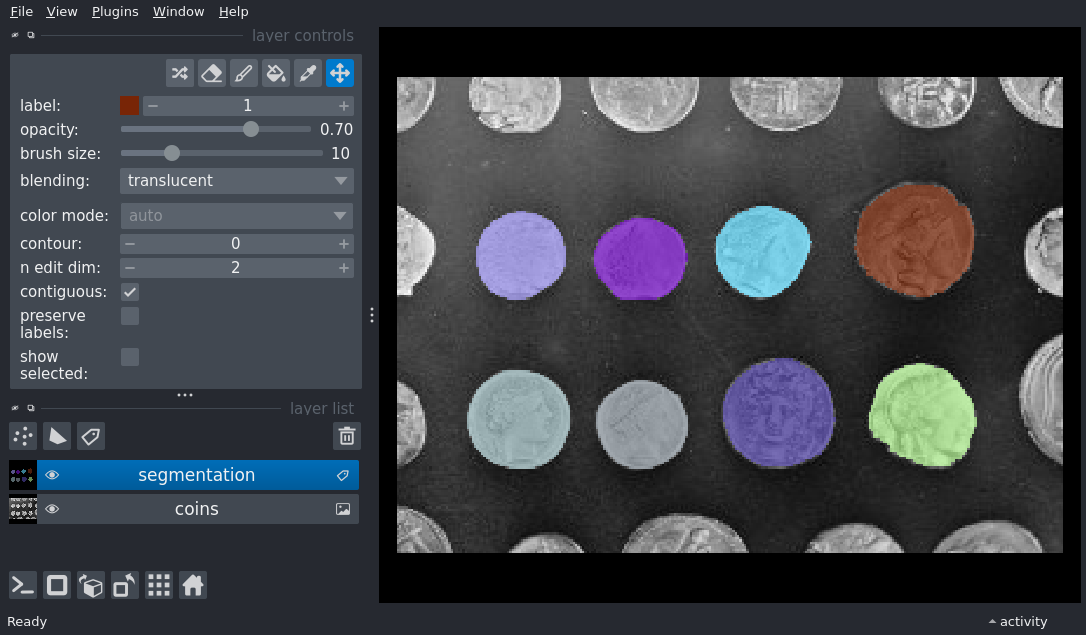 File View Plugins Window Help
layer controls
label: 1
opacity: 0.70
brush size: 10
blending: translucent
color mode: auto
contour: 0
n edit dim: 2
contiguous:
preserve
labels:
show
selected:
layer list
segmentation
coins
Ready activity